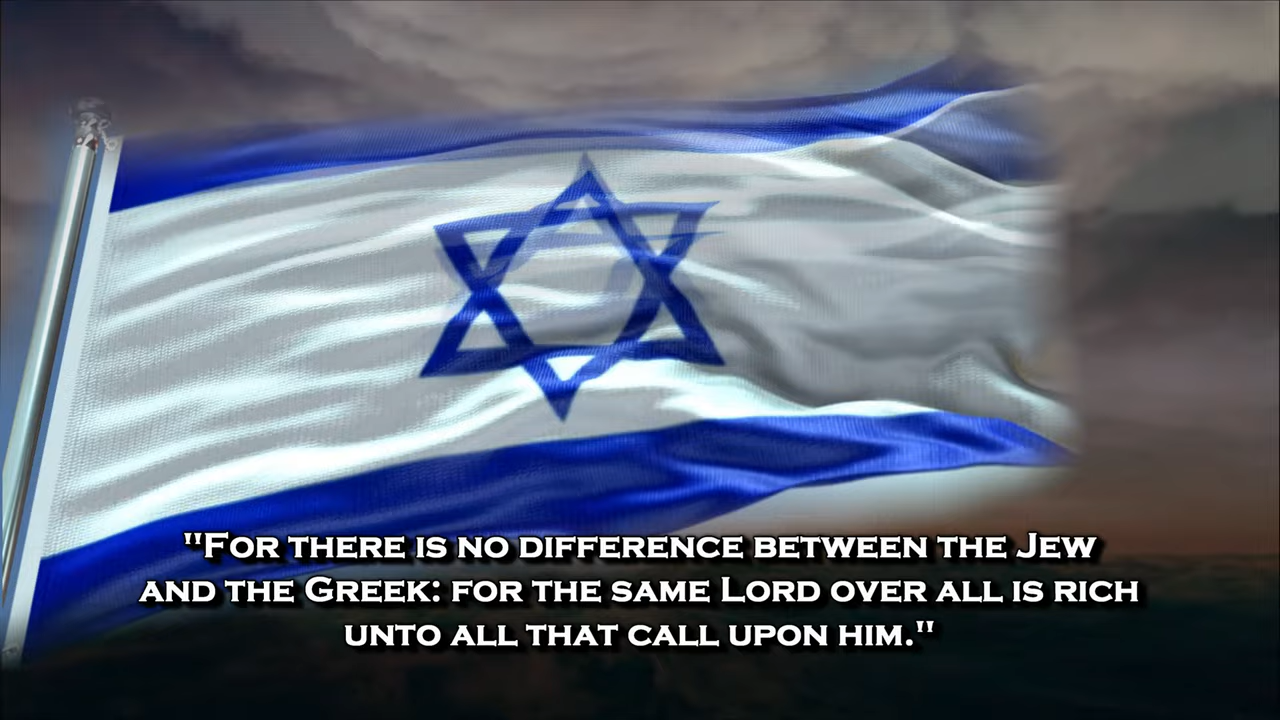 "For there is no difference between the Jew
and the Greek: for the same Lord over all is rich
unto all that call upon him."